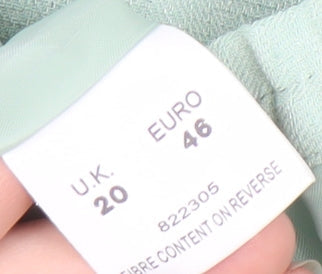 U.K. EURO
20 46
822305
FIBRE CONTENT ON REVERSE